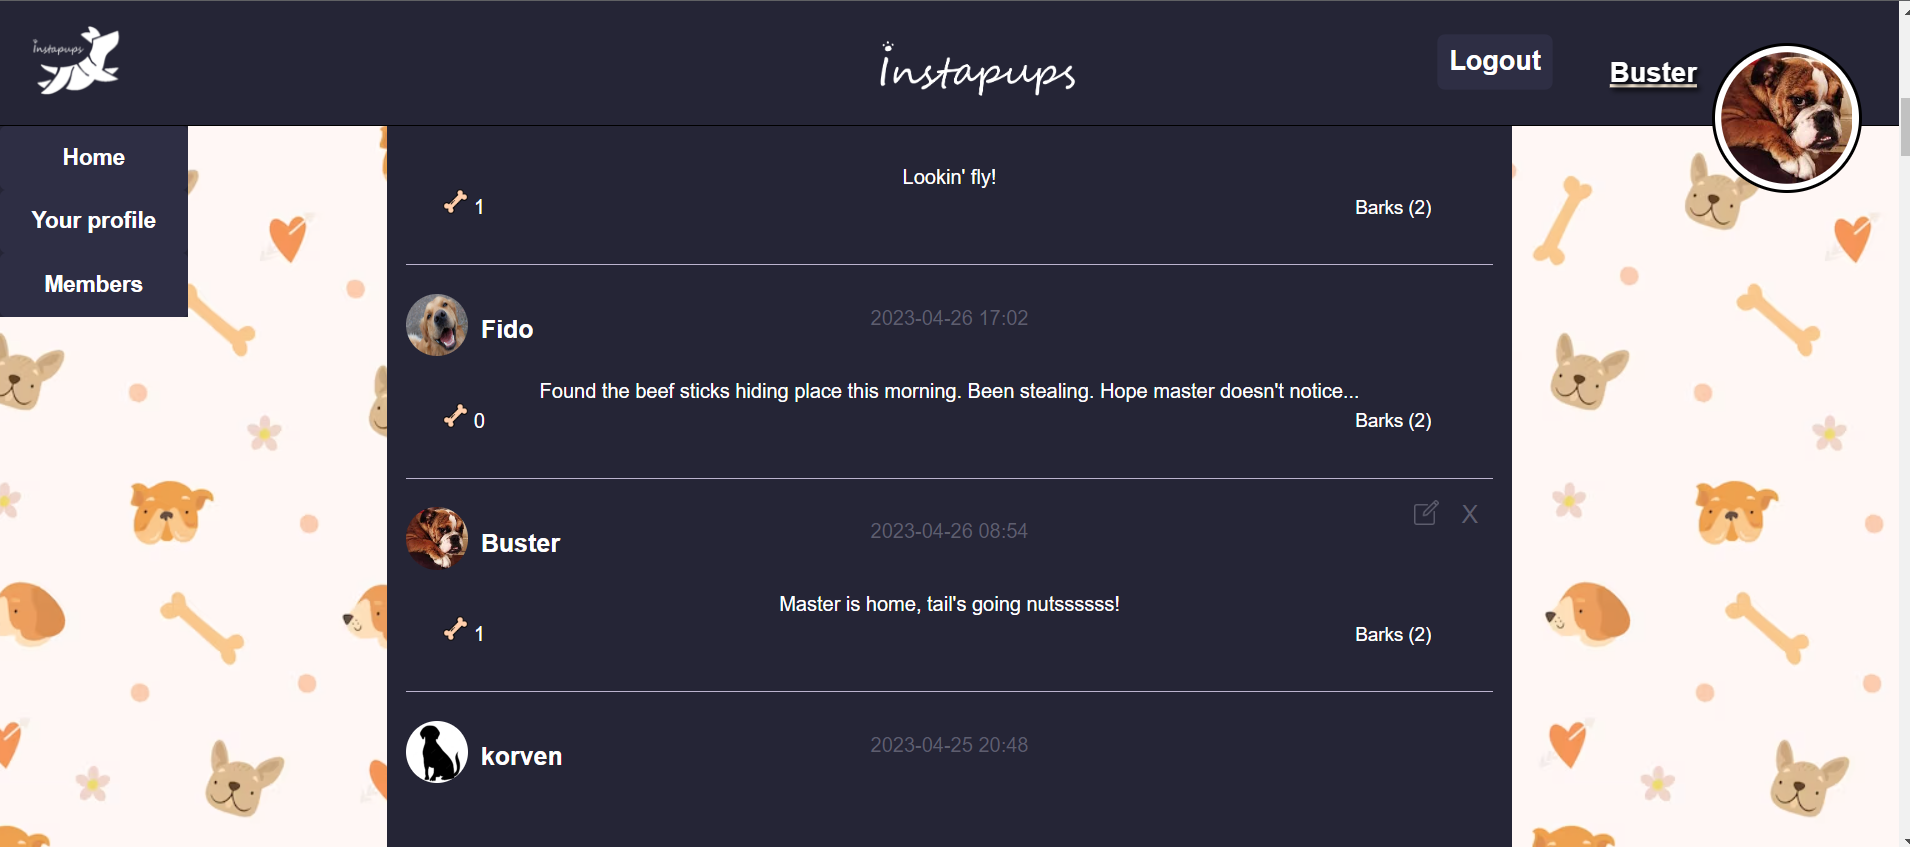 instapups
instapups
Logout
Buster
Home
Your profile
Members
Lookin' fly!
1
Barks (2)
Fido
2023-04-26 17:02
Found the beef sticks hiding place this morning. Been stealing. Hope master doesn't notice...
0
Barks (2)
X
Buster
2023-04-26 08:54
Master is home, tail's going nutssssss!
1
Barks (2)
korven
2023-04-25 20:48